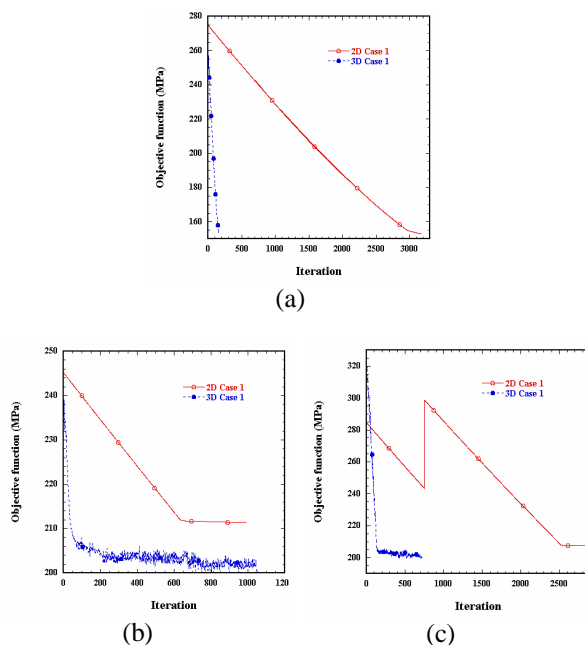 280
260
240
220
200
180
160
Objective function (MPa)
2D Case 1
3D Case 1
0 500 1000 1500 2000 2500 3000
Iteration
(a)
250
240
230
220
210
200
Objective function (MPa)
2D Case 1
3D Case 1
0 200 400 600 800 1000 120
Iteration
(b)
320
300
280
260
240
220
200
Objective function (MPa)
2D Case 1
3D Case 1
0 500 1000 1500 2000 2500
Iteration
(c)